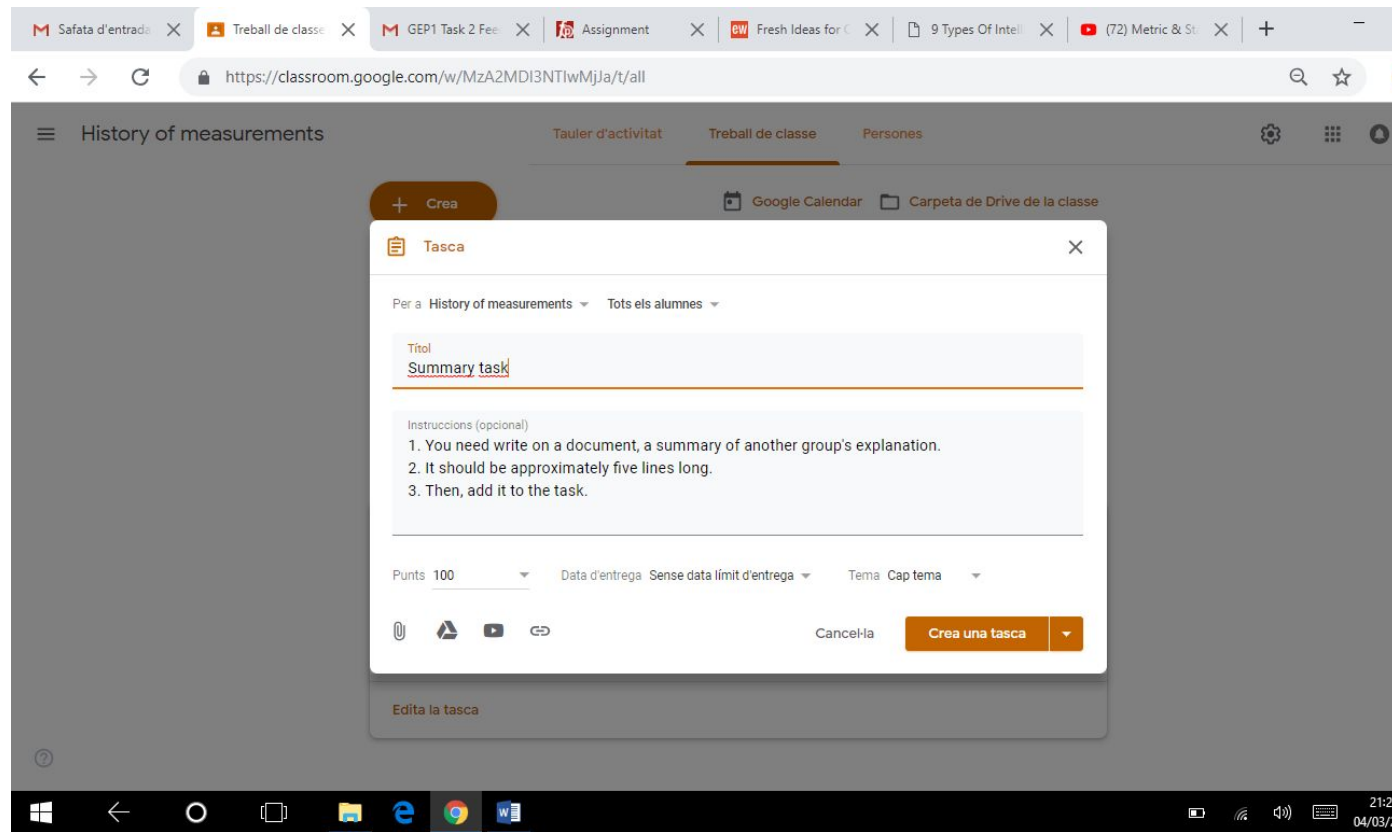 Safata d'entrada
Treball de classe
GEP1 Task 2 Fee
Assignment
ew Fresh Ideas for C
9 Types Of Intell
(72) Metric & St
https://classroom.google.com/w/MzA2MDI3NTIwMjJa/t/all
History of measurements
Tauler d'activitat Treball de classe Persones
Crea
Google Calendar Carpeta de Drive de la classe
Tasca
Per a History of measurements Tots els alumnes
Títol
Summary task
Instruccions (opcional)
1. You need write on a document, a summary of another group's explanation.
2. It should be approximately five lines long.
3. Then, add it to the task.
Punts 100 Data d'entrega Sense data límit d'entrega Tema Cap tema
Cancel·la Crea una tasca
Edita la tasca
21:2
04/03/